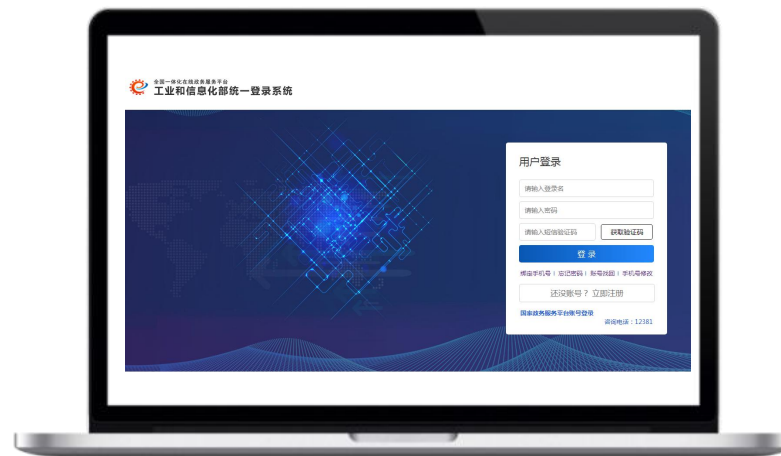 全国一体化在线政务服务平台
工业和信息化部统一登录系统
用户登录
请输入登录名
请输入密码
请输入短信验证码 获取验证码
登 录
绑定手机号 | 忘记密码 | 账号找回 | 手机号修改
还没账号？ 立即注册
国家政务服务平台账号登录
咨询电话：12381